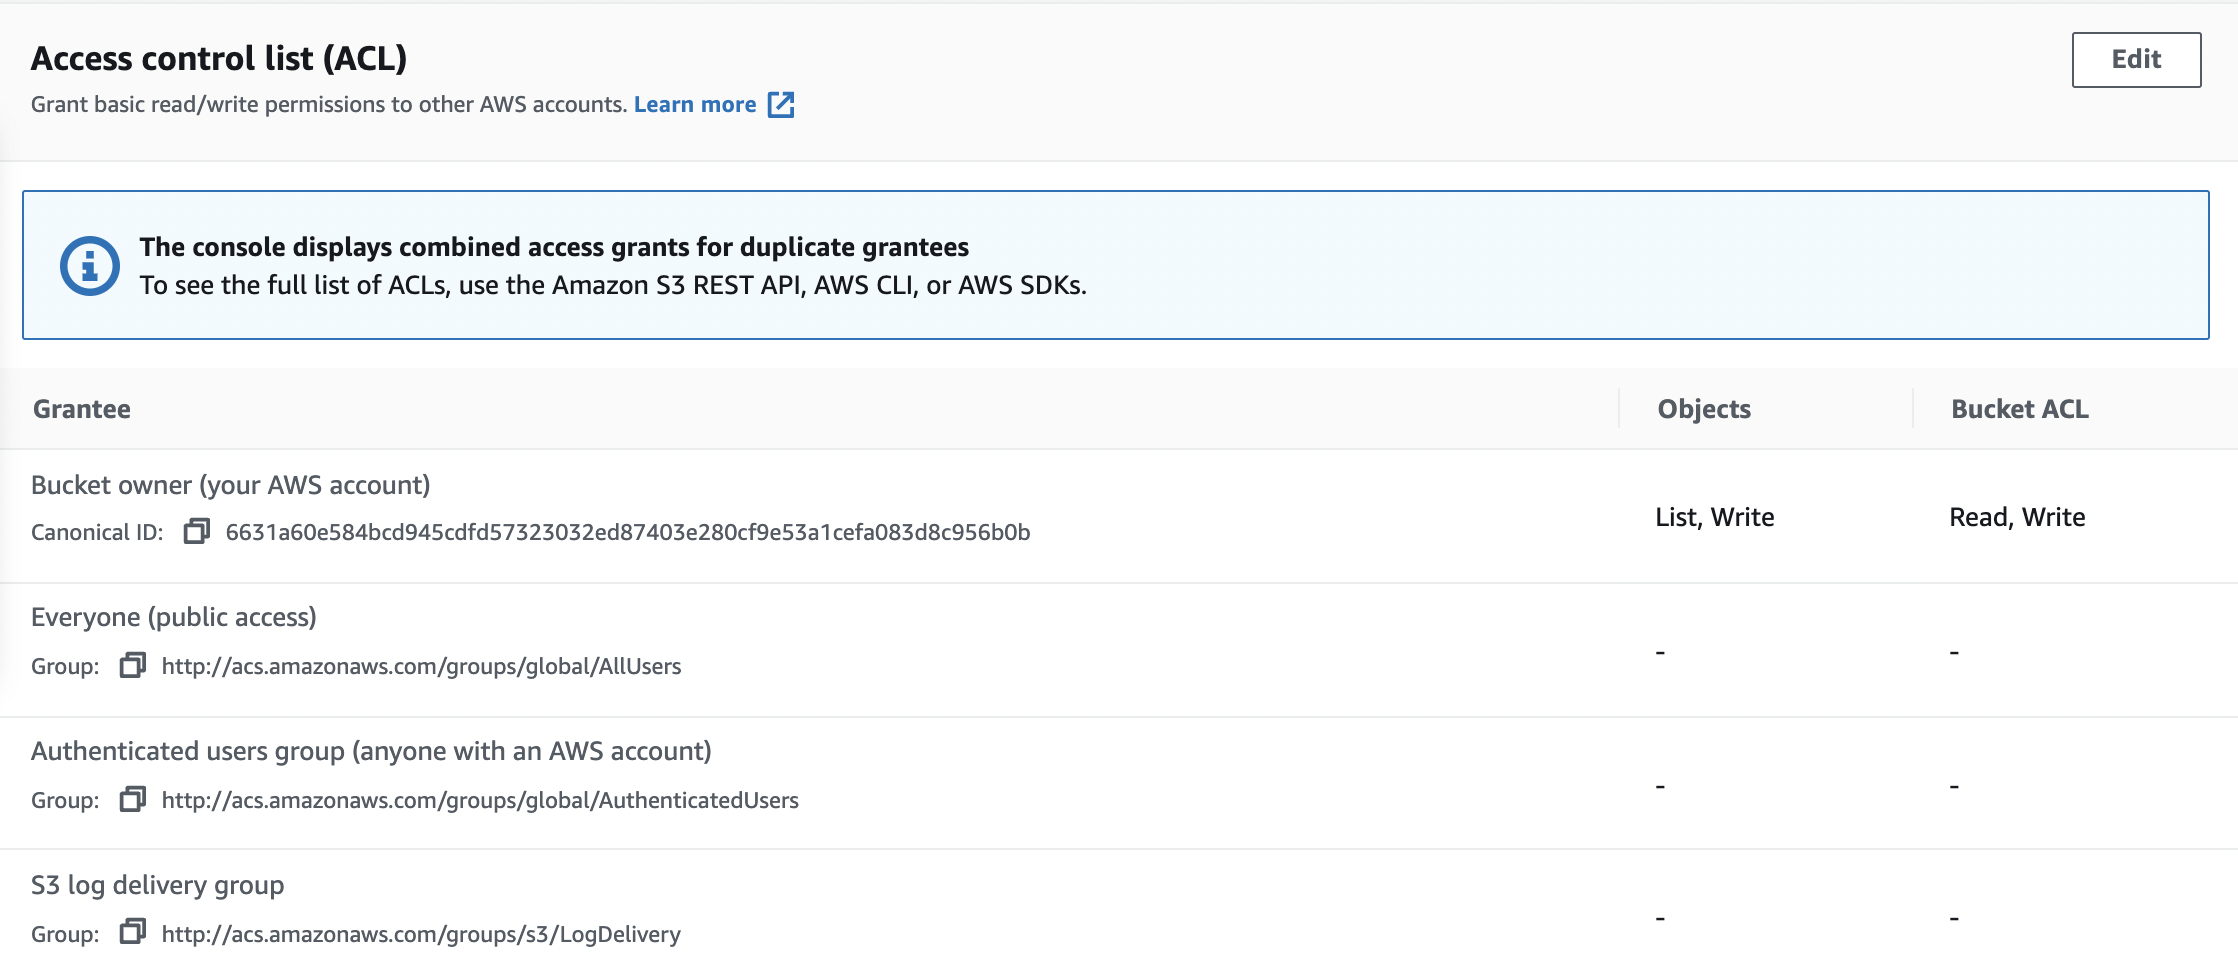 Access control list (ACL)
Edit
Grant basic read/write permissions to other AWS accounts. Learn more
The console displays combined access grants for duplicate grantees
To see the full list of ACLs, use the Amazon S3 REST API, AWS CLI, or AWS SDKs.
Grantee Objects Bucket ACL
Bucket owner (your AWS account)
Canonical ID: 6631a60e584bcd945cdfd57323032ed87403e280cf9e53a1cefa083d8c956b0b
List, Write Read, Write
Everyone (public access)
Group: http://acs.amazonaws.com/groups/global/AllUsers
- -
Authenticated users group (anyone with an AWS account)
Group: http://acs.amazonaws.com/groups/global/AuthenticatedUsers
- -
S3 log delivery group
Group: http://acs.amazonaws.com/groups/s3/LogDelivery
- -